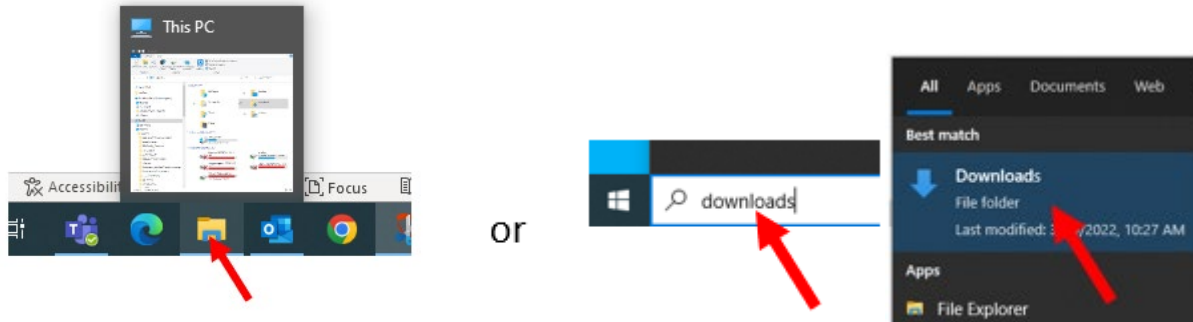 This PC
Accessibili
Focus
or
downloads
All Apps Documents Web
Best match
Downloads
File folder
Last modified: /2022, 10:27 AM
Apps
File Explorer